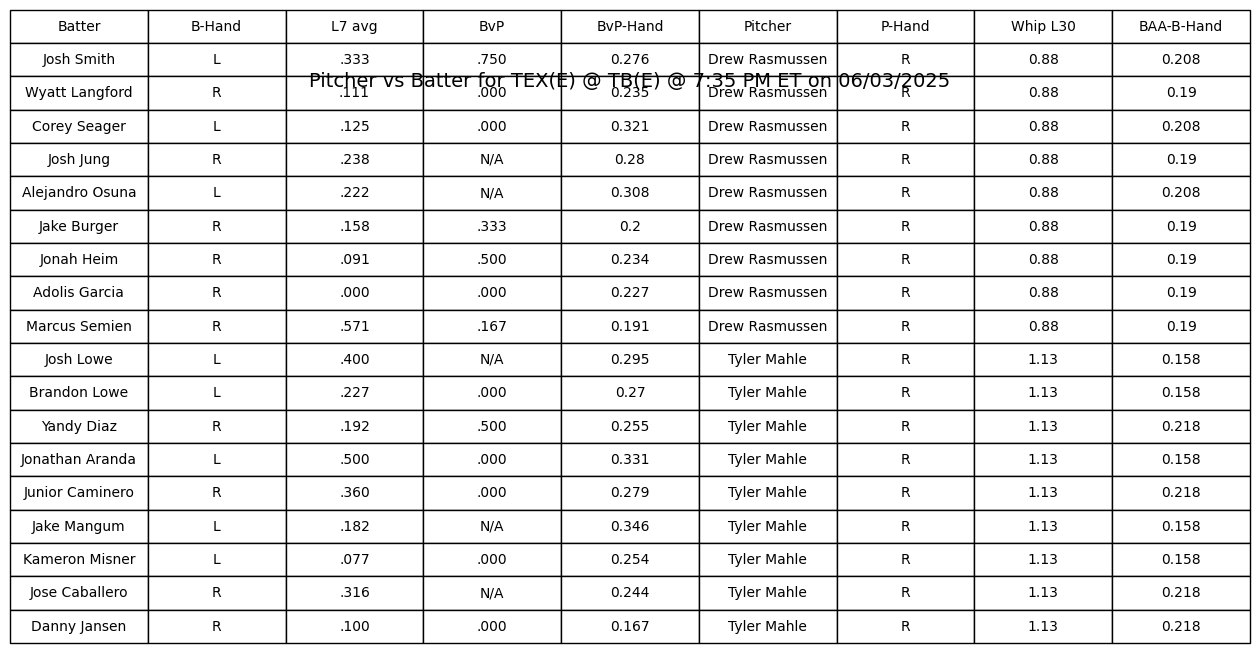 Batter B-Hand L7 avg BvP BvP-Hand Pitcher P-Hand Whip L30 BAA-B-Hand
Josh Smith L .333 .750 0.276 Drew Rasmussen R 0.88 0.208
Pitcher vs Batter for TEX(E) @ TB(E) @ 7:35 PM ET on 06/03/2025
Wyatt Langford R .111 .000 0.235 Drew Rasmussen R 0.88 0.19
Corey Seager L .125 .000 0.321 Drew Rasmussen R 0.88 0.208
Josh Jung R .238 N/A 0.28 Drew Rasmussen R 0.88 0.19
Alejandro Osuna L .222 N/A 0.308 Drew Rasmussen R 0.88 0.208
Jake Burger R .158 .333 0.2 Drew Rasmussen R 0.88 0.19
Jonah Heim R .091 .500 0.234 Drew Rasmussen R 0.88 0.19
Adolis Garcia R .000 .000 0.227 Drew Rasmussen R 0.88 0.19
Marcus Semien R .571 .167 0.191 Drew Rasmussen R 0.88 0.19
Josh Lowe L .400 N/A 0.295 Tyler Mahle R 1.13 0.158
Brandon Lowe L .227 .000 0.27 Tyler Mahle R 1.13 0.158
Yandy Diaz R .192 .500 0.255 Tyler Mahle R 1.13 0.218
Jonathan Aranda L .500 .000 0.331 Tyler Mahle R 1.13 0.158
Junior Caminero R .360 .000 0.279 Tyler Mahle R 1.13 0.218
Jake Mangum L .182 N/A 0.346 Tyler Mahle R 1.13 0.158
Kameron Misner L .077 .000 0.254 Tyler Mahle R 1.13 0.158
Jose Caballero R .316 N/A 0.244 Tyler Mahle R 1.13 0.218
Danny Jansen R .100 .000 0.167 Tyler Mahle R 1.13 0.218